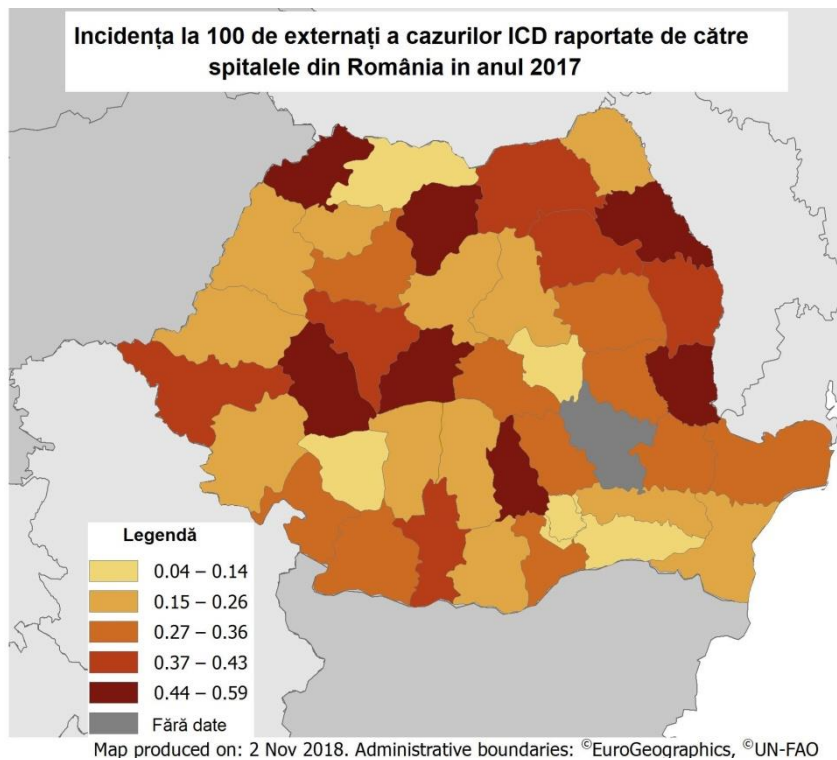 Incidența la 100 de externați a cazurilor ICD raportate de către
spitalele din România in anul 2017
Legendă
0.04 – 0.14
0.15 – 0.26
0.27 – 0.36
0.37 – 0.43
0.44 – 0.59
Fără date
Map produced on: 2 Nov 2018. Administrative boundaries: ©EuroGeographics, ©UN-FAO